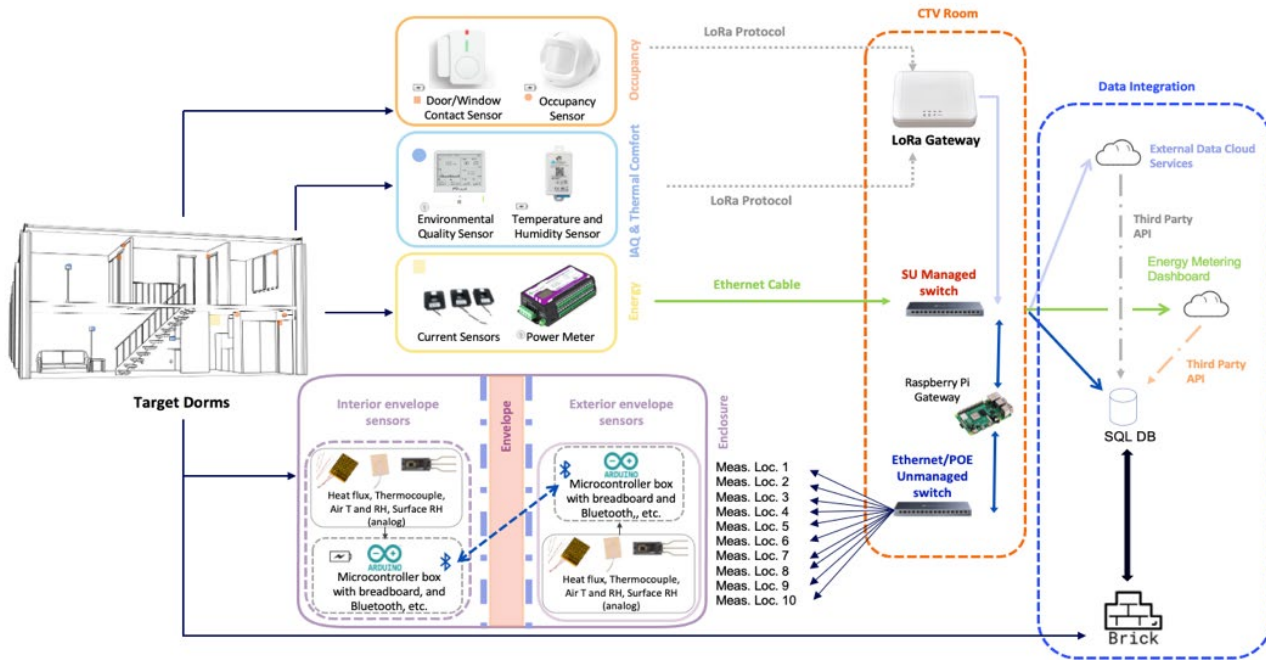 CTV Room
LoRa Protocol
Door/Window
Contact Sensor
Occupancy
Sensor
Occupancy
LoRa Gateway
Data Integration
External Data Cloud
Services
Environmental
Quality Sensor
Temperature and
Humidity Sensor
IAQ & Thermal Comfort
LoRa Protocol
Third Party
API
Energy Metering
Dashboard
Current Sensors
Power Meter
Energy
Ethernet Cable
SU Managed
switch
Third Party
API
Raspberry Pi
Gateway
SQL DB
Target Dorms
Interior envelope
sensors
Envelope
Exterior envelope
sensors
Enclosure
Heat flux, Thermocouple,
Air T and RH, Surface RH
(analog)
ARDUINO
Microcontroller box
with breadboard, and
Bluetooth, etc.
ARDUINO
Microcontroller box
with breadboard and
Bluetooth,, etc.
Heat flux, Thermocouple,
Air T and RH, Surface RH
(analog)
Meas. Loc. 1
Meas. Loc. 2
Meas. Loc. 3
Meas. Loc. 4
Meas. Loc. 5
Meas. Loc. 6
Meas. Loc. 7
Meas. Loc. 8
Meas. Loc. 9
Meas. Loc. 10
Ethernet/POE
Unmanaged
switch
Brick